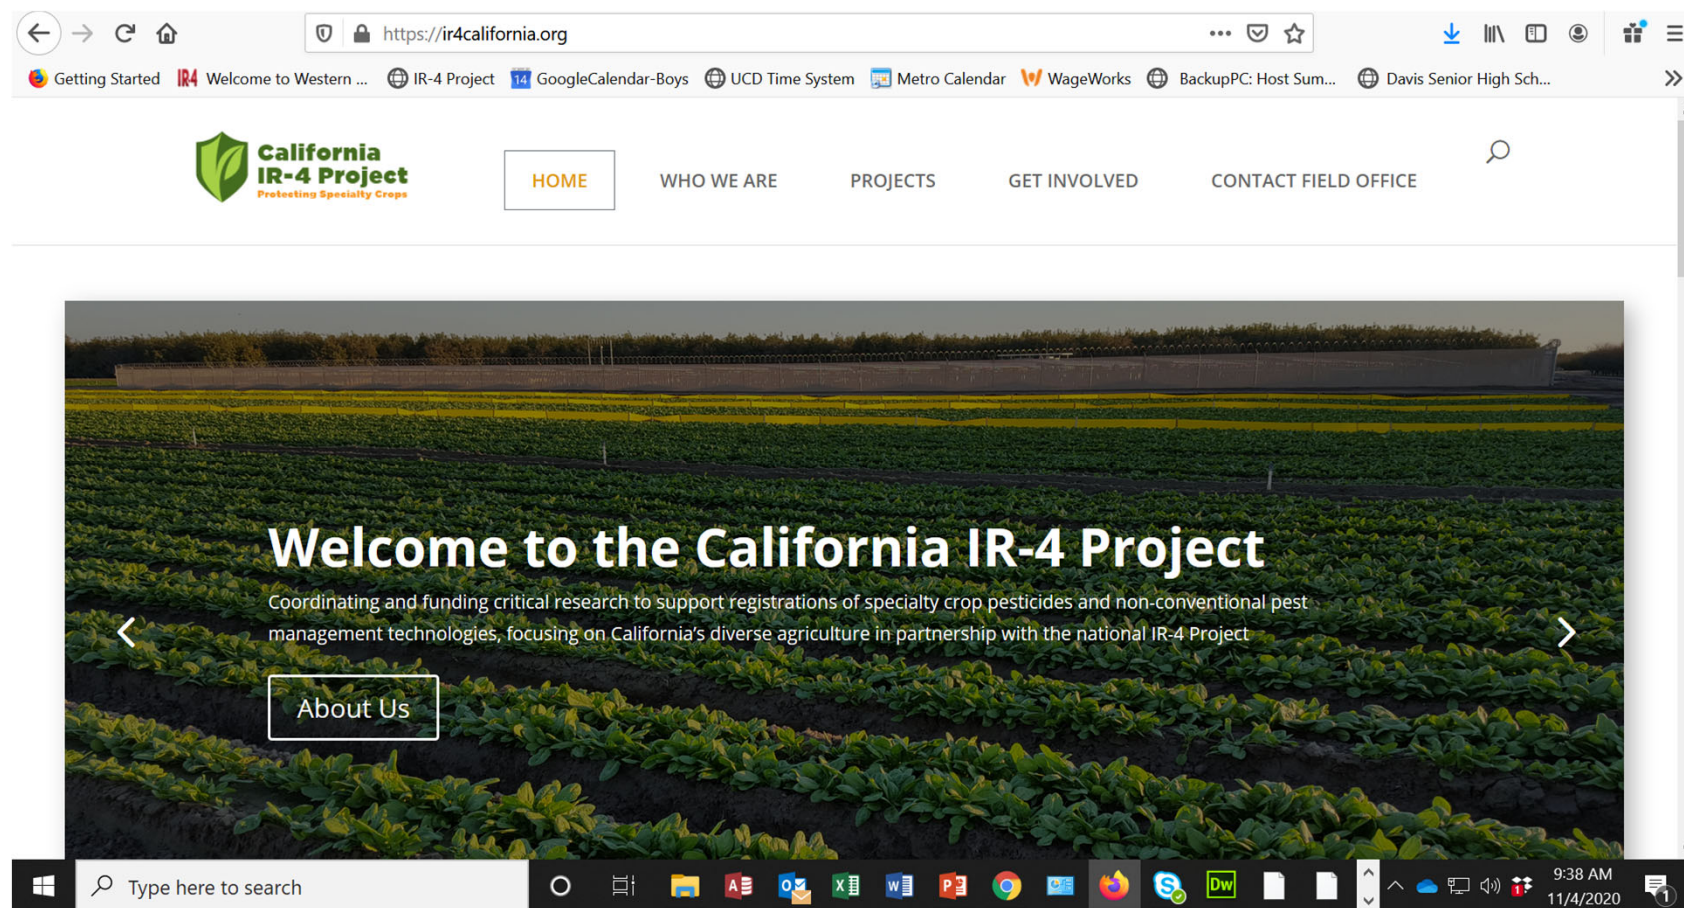 https://ir4california.org
Getting Started
IR4 Welcome to Western ...
IR-4 Project
14 GoogleCalendar-Boys
UCD Time System
Metro Calendar
WageWorks
BackupPC: Host Sum...
Davis Senior High Sch...
California
IR-4 Project
Protecting Specialty Crops
HOME
WHO WE ARE
PROJECTS
GET INVOLVED
CONTACT FIELD OFFICE
Welcome to the California IR-4 Project
Coordinating and funding critical research to support registrations of specialty crop pesticides and non-conventional pest
management technologies, focusing on California's diverse agriculture in partnership with the national IR-4 Project
About Us
Type here to search
Dw
9:38 AM
11/4/2020
1